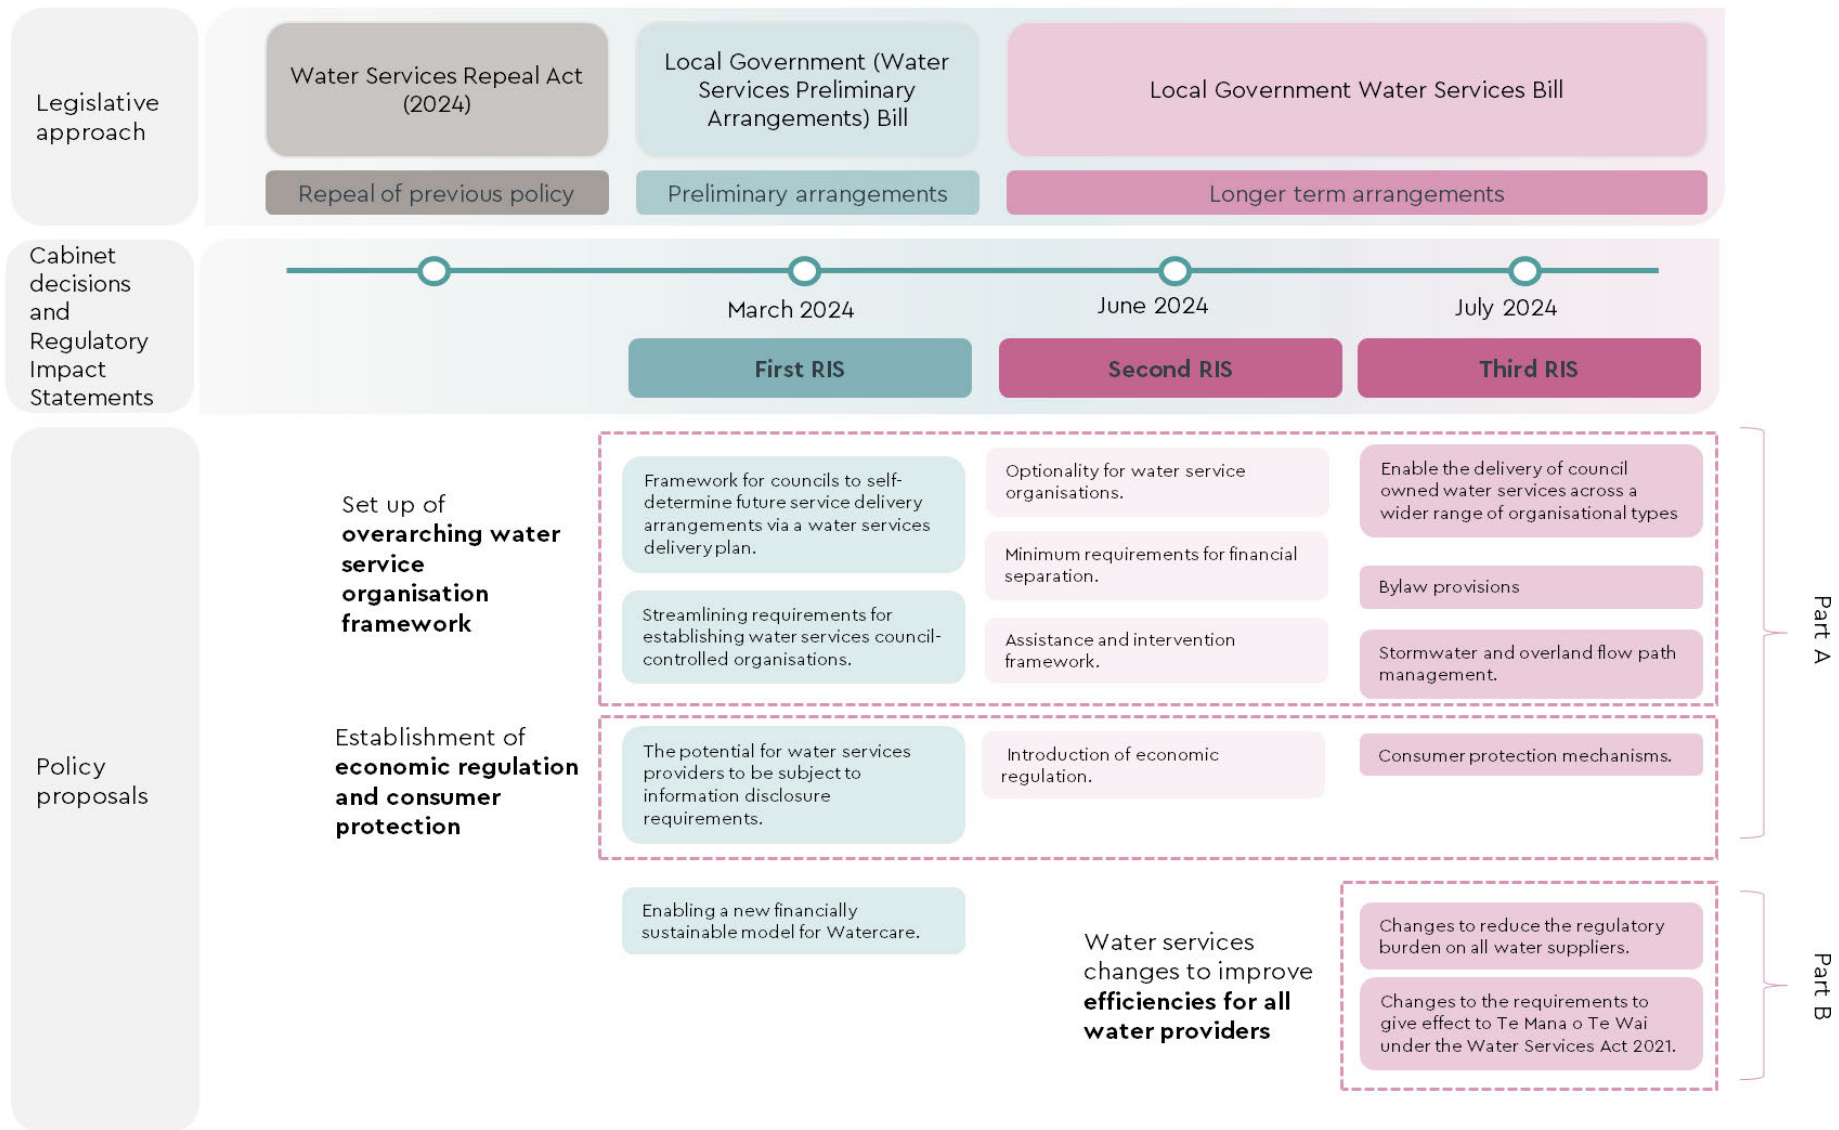 Legislative
approach
Water Services Repeal Act
(2024)
Local Government (Water
Services Preliminary
Arrangements) Bill
Local Government Water Services Bill
Repeal of previous policy
Preliminary arrangements
Longer term arrangements
Cabinet
decisions
and
Regulatory
Impact
Statements
March 2024
June 2024
July 2024
First RIS
Second RIS
Third RIS
Policy
proposals
Set up of
overarching water
service
organisation
framework
Framework for councils to self-
determine future service delivery
arrangements via a water services
delivery plan.
Streamlining requirements for
establishing water services council-
controlled organisations.
Optionality for water service
organisations.
Minimum requirements for financial
separation.
Assistance and intervention
framework.
Enable the delivery of council
owned water services across a
wider range of organisational types
Bylaw provisions
Stormwater and overland flow path
management.
Establishment of
economic regulation
and consumer
protection
The potential for water services
providers to be subject to
information disclosure
requirements.
Introduction of economic
regulation.
Consumer protection mechanisms.
Part A
Enabling a new financially
sustainable model for Watercare.
Water services
changes to improve
efficiencies for all
water providers
Changes to reduce the regulatory
burden on all water suppliers.
Changes to the requirements to
give effect to Te Mana o Te Wai
under the Water Services Act 2021.
Part B